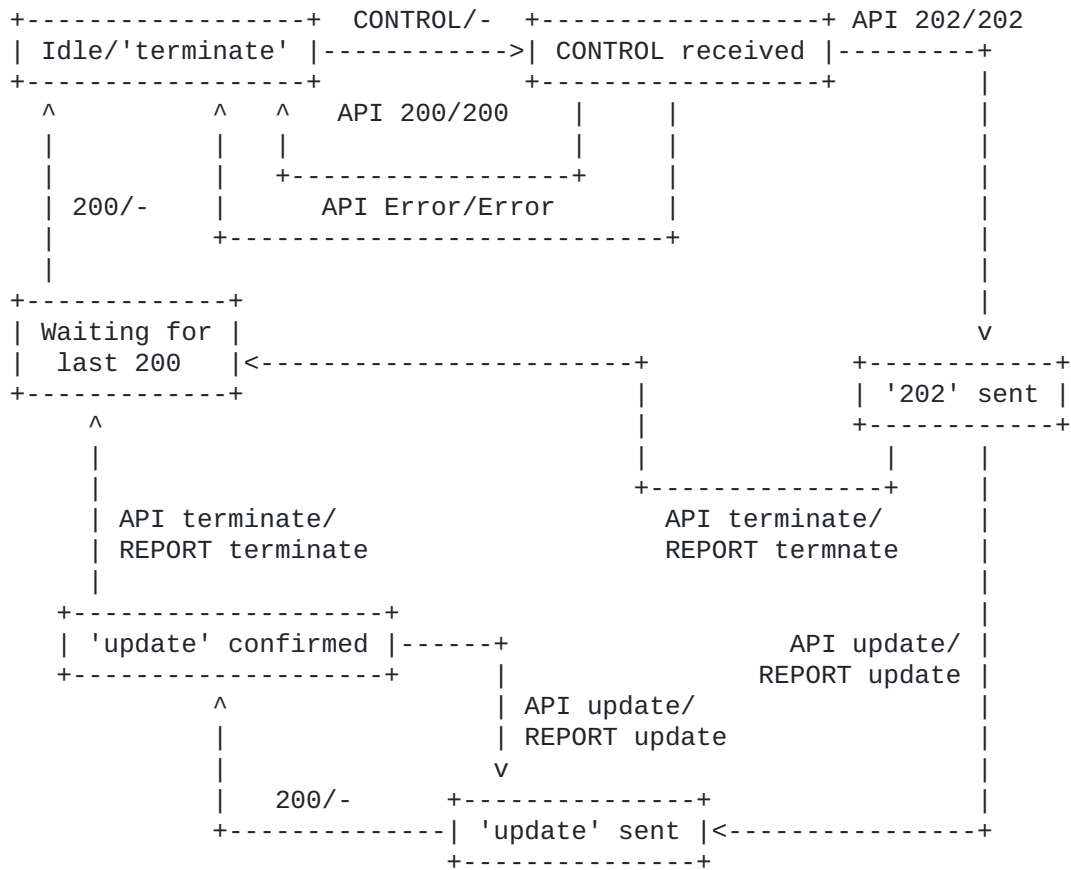 CONTROL/- API 202/202
Idle/'terminate' CONTROL received
API 200/200
200/- API Error/Error
Waiting for
last 200
'202' sent
API terminate/ API terminate/
REPORT terminate REPORT termnate
'update' confirmed API update/
REPORT update
API update/
REPORT update
200/-
'update' sent